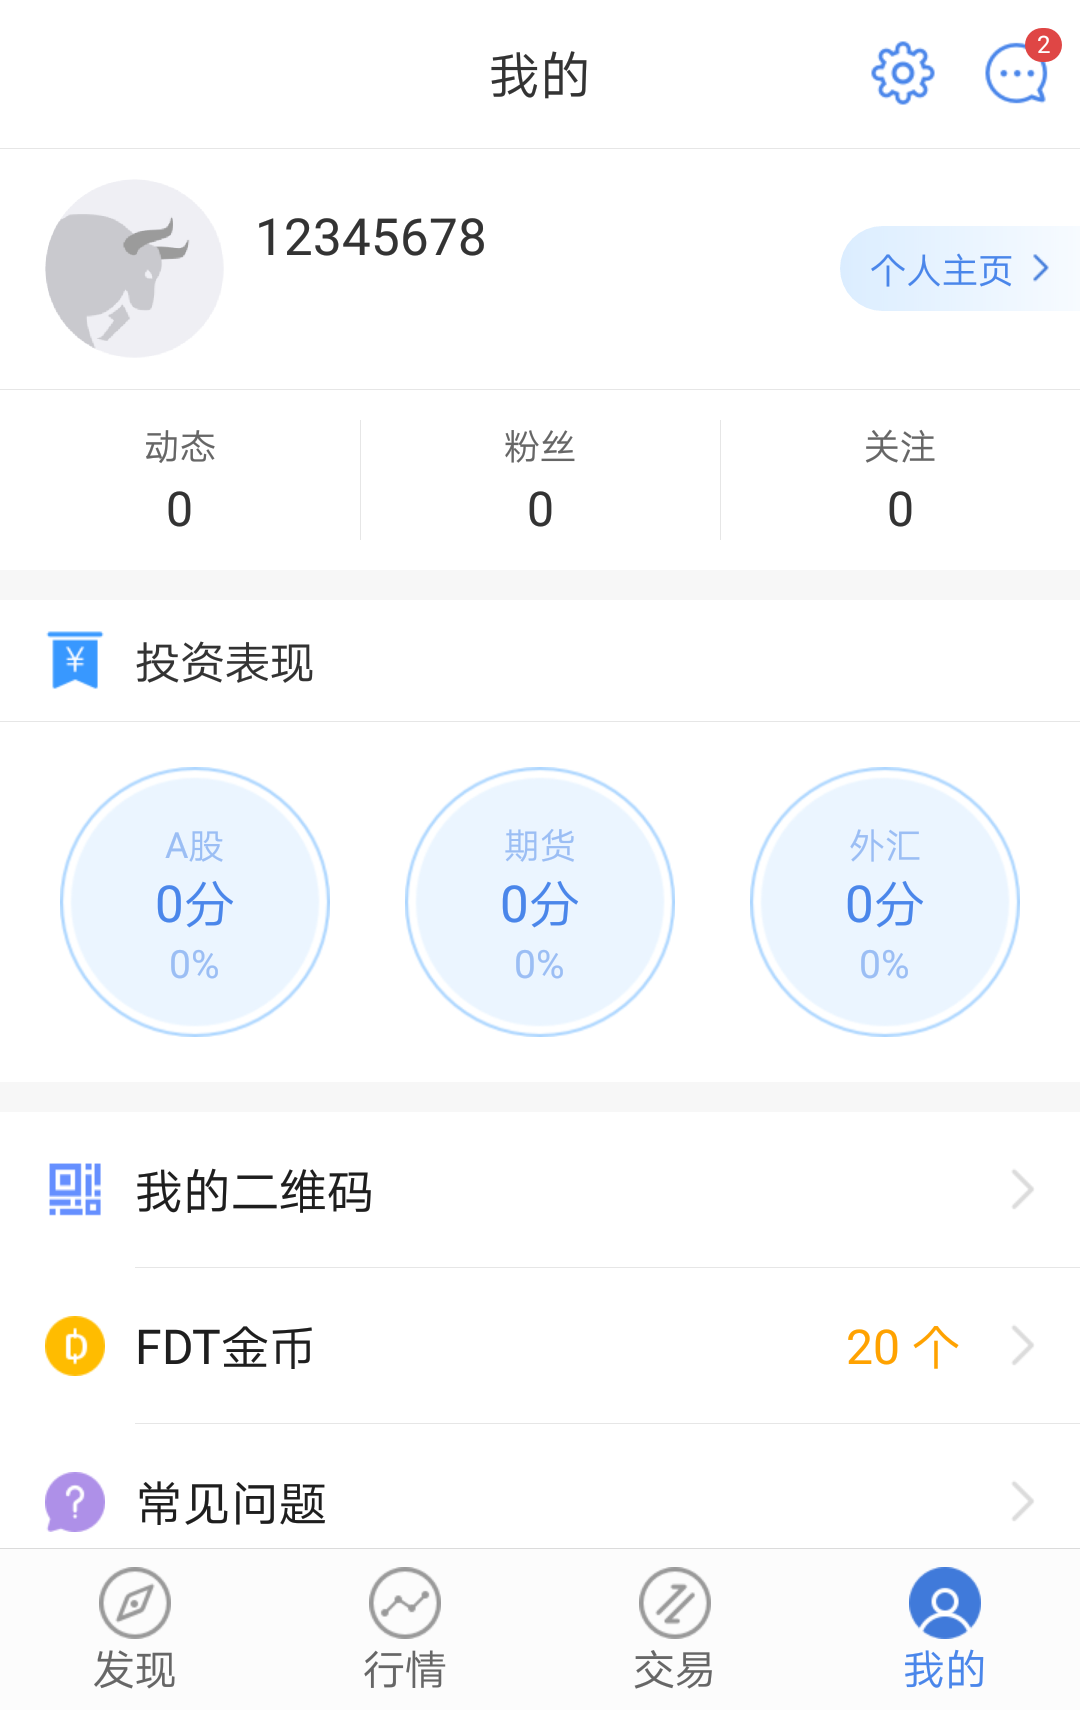 我的
2
12345678
个人主页
动态 粉丝 关注
0 0 0
¥ 投资表现
A股 期货 外汇
0分 0分 0分
0% 0% 0%
我的二维码
FDT金币 20 个
? 常见问题
发现 行情 交易 我的